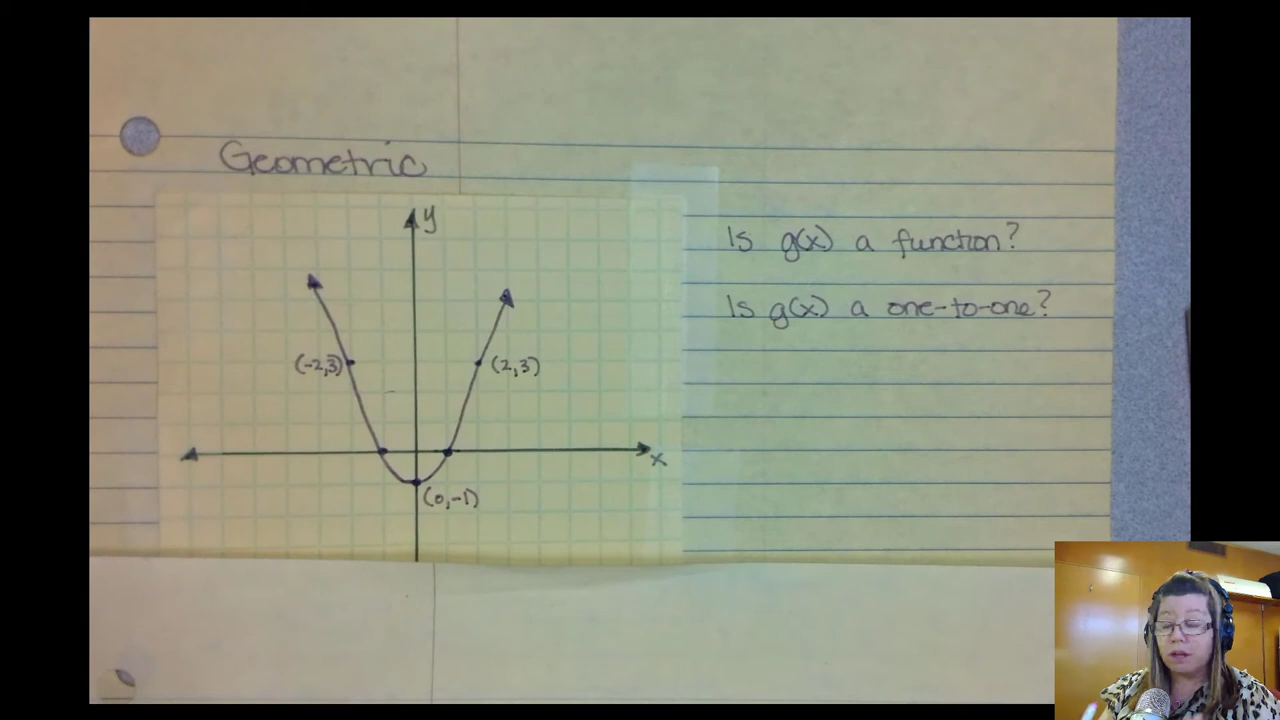 Geometric
y
Is g(x) a function?
Is g(x) a one-to-one?
(-2,3)
(2,3)
x
(0,-1)